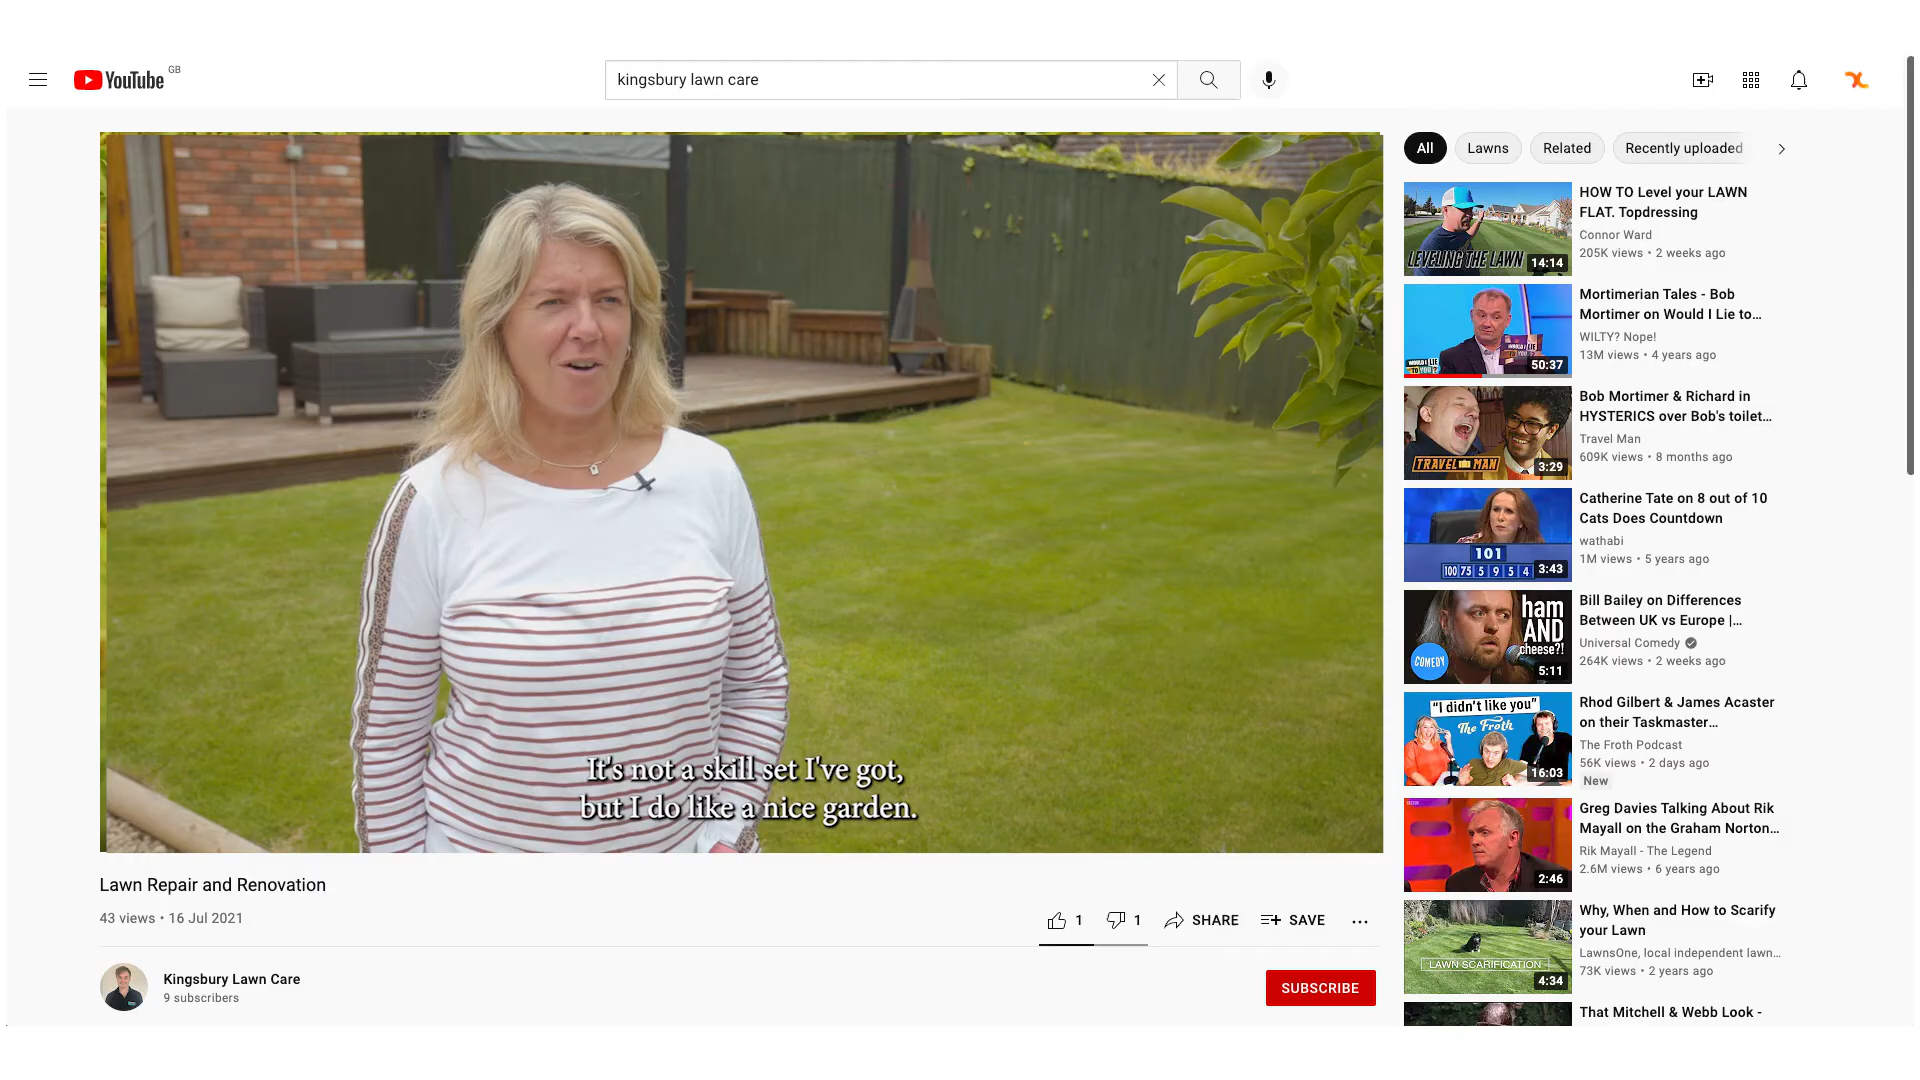 YouTube GB
kingsbury lawn care
It's not a skill set I've got,
but I do like a nice garden.
Lawn Repair and Renovation
43 views • 16 Jul 2021
1
1
SHARE
SAVE
Kingsbury Lawn Care
9 subscribers
SUBSCRIBE
All
Lawns
Related
Recently uploaded
LEVELING THE LAWN
14:14
HOW TO Level your LAWN
FLAT. Topdressing
Connor Ward
205K views • 2 weeks ago
WOULD I LIE
TO YOU?
50:37
Mortimerian Tales - Bob
Mortimer on Would I Lie to...
WILTY? Nope!
13M views • 4 years ago
TRAVEL MAN
3:29
Bob Mortimer & Richard in
HYSTERICS over Bob's toilet...
Travel Man
609K views • 8 months ago
101
100 75 5 9 5 4
3:43
Catherine Tate on 8 out of 10
Cats Does Countdown
wathabi
1M views • 5 years ago
ham
AND
cheese?!
COMEDY
5:11
Bill Bailey on Differences
Between UK vs Europe |...
Universal Comedy
264K views • 2 weeks ago
"I didn't like you"
The Froth
16:03
Rhod Gilbert & James Acaster
on their Taskmaster...
The Froth Podcast
56K views • 2 days ago
New
2:46
Greg Davies Talking About Rik
Mayall on the Graham Norton...
Rik Mayall - The Legend
2.6M views • 6 years ago
LAWN SCARIFICATION
4:34
Why, When and How to Scarify
your Lawn
LawnsOne, local independent lawn...
73K views • 2 years ago
That Mitchell & Webb Look -